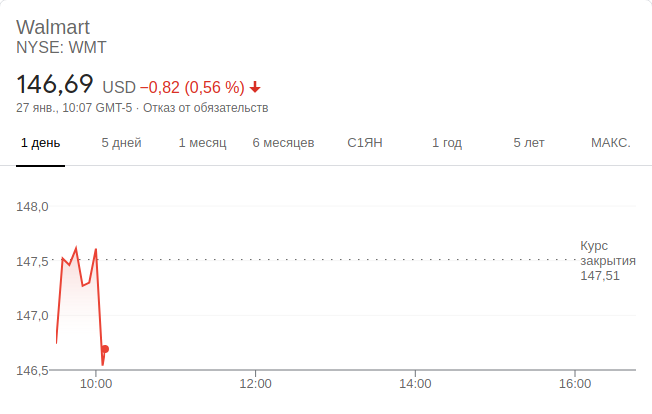 Walmart
NYSE: WMT
146,69 USD −0,82 (0,56 %)
27 янв., 10:07 GMT-5 · Отказ от обязательств
1 день 5 дней 1 месяц 6 месяцев С1ЯН 1 год 5 лет МАКС.
148,0
Курс
147,5 закрытия
147,51
147,0
146,5
10:00 12:00 14:00 16:00